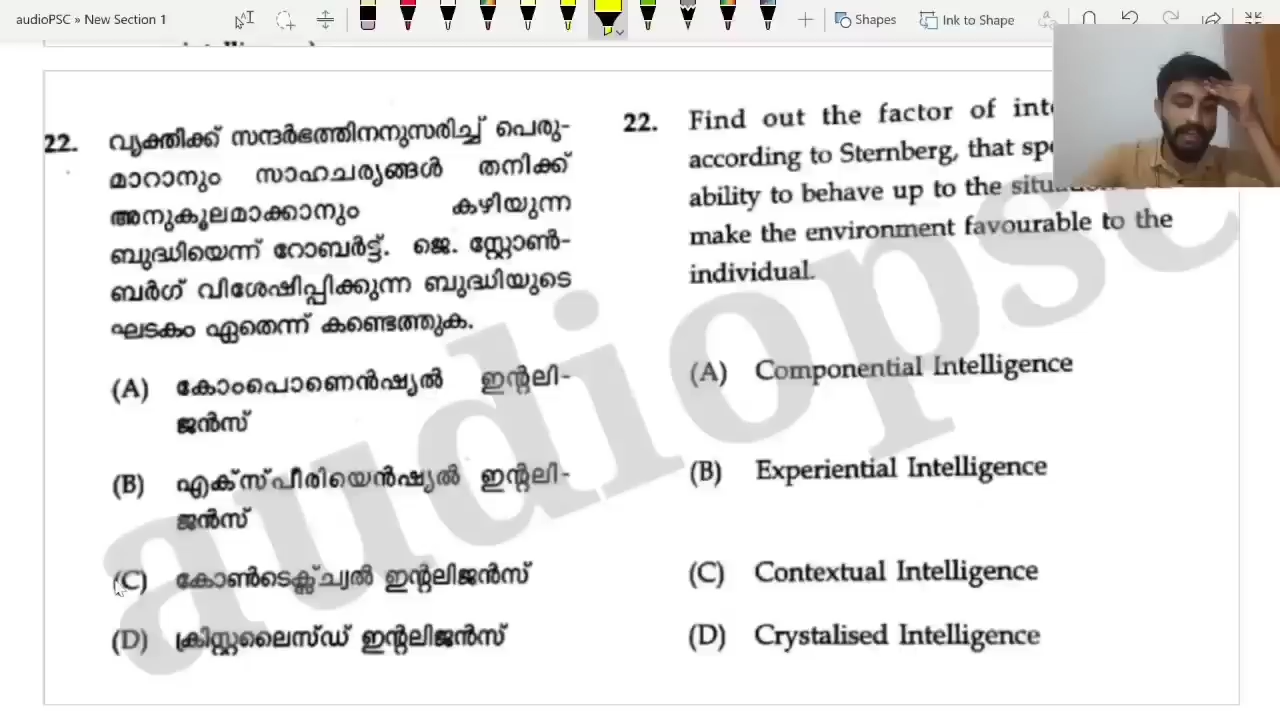 audioPSC » New Section 1
Shapes
Ink to Shape
22. വ്യക്തിക്ക് സന്ദർഭത്തിനനുസരിച്ച് പെരു-
മാറാനും സാഹചര്യങ്ങൾ തനിക്ക്
അനുകൂലമാക്കാനും കഴിയുന്ന
ബുദ്ധിയെന്ന് റോബർട്ട്. ജെ. സ്റ്റേൺ-
ബർഗ് വിശേഷിപ്പിക്കുന്ന ബുദ്ധിയുടെ
ഘടകം ഏതെന്ന് കണ്ടെത്തുക.
(A) കോംപൊണെൻഷ്യൽ ഇന്റലി-
ജൻസ്
(B) എക്സ്പീരിയെൻഷ്യൽ ഇന്റലി-
ജൻസ്
(C) കോൺടെക്സ്ച്വൽ ഇന്റലിജൻസ്
(D) ക്രിസ്റ്റലൈസ്ഡ് ഇന്റലിജൻസ്
22. Find out the factor of
according to Sternberg, that
ability to behave up to the
make the environment favourable to the
individual.
(A) Componential Intelligence
(B) Experiential Intelligence
(C) Contextual Intelligence
(D) Crystalised Intelligence
audiopsc